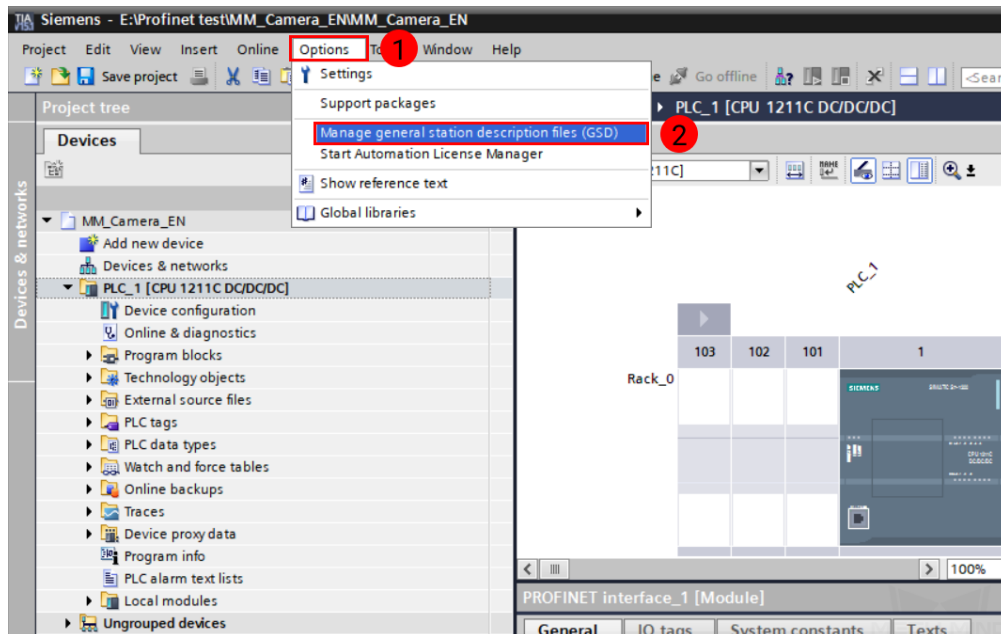 Siemens - E:\Profinet test\MM_Camera_EN\MM_Camera_EN
Project Edit View Insert Online Options 1 Window Help
Save project Go offline
Settings
Support packages
Manage general station description files (GSD) 2
Start Automation License Manager
Show reference text
Global libraries
Project tree
PLC_1 [CPU 1211C DC/DC/DC]
Devices
11C]
Devices & networks
MM_Camera_EN
Add new device
Devices & networks
PLC_1 [CPU 1211C DC/DC/DC]
Device configuration
Online & diagnostics
Program blocks
Technology objects
External source files
PLC tags
PLC data types
Watch and force tables
Online backups
Traces
Device proxy data
Program info
PLC alarm text lists
Local modules
Ungrouped devices
PLC_1
103 102 101 1
Rack_0
SIEMENS
100%
PROFINET interface_1 [Module]
General IO tags System constants Texts